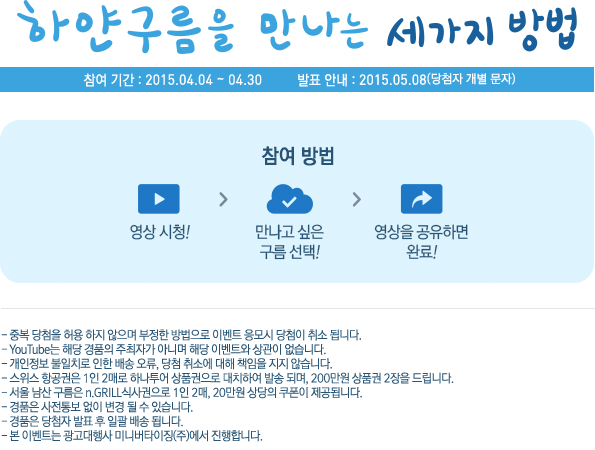 하얀구름을 만나는 세가지 방법
참여 기간 : 2015.04.04 ~ 04.30 발표 안내 : 2015.05.08(당첨자 개별 문자)
참여 방법
영상 시청!
만나고 싶은
구름 선택!
영상을 공유하면
완료!
- 중복 당첨을 허용 하지 않으며 부정한 방법으로 이벤트 응모시 당첨이 취소 됩니다.
- YouTube는 해당 경품의 주최자가 아니며 해당 이벤트와 상관이 없습니다.
- 개인정보 불일치로 인한 배송 오류, 당첨 취소에 대해 책임을 지지 않습니다.
- 스위스 항공권은 1인 2매로 하나투어 상품권으로 대치하여 발송 되며, 200만원 상품권 2장을 드립니다.
- 서울 남산 구름은 n.GRILL식사권으로 1인 2매, 20만원 상당의 쿠폰이 제공됩니다.
- 경품은 사전통보 없이 변경 될 수 있습니다.
- 경품은 당첨자 발표 후 일괄 배송 됩니다.
- 본 이벤트는 광고대행사 미니버타이징(주)에서 진행합니다.